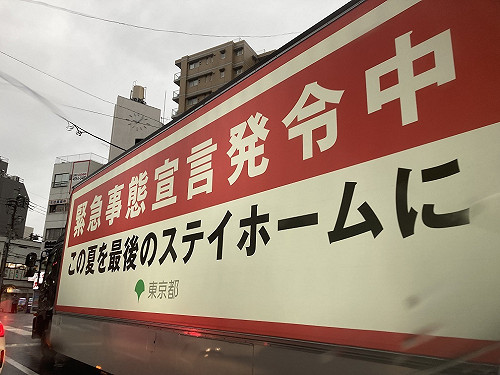 緊急事態宣言発令中
この夏を最後のステイホームに
東京都